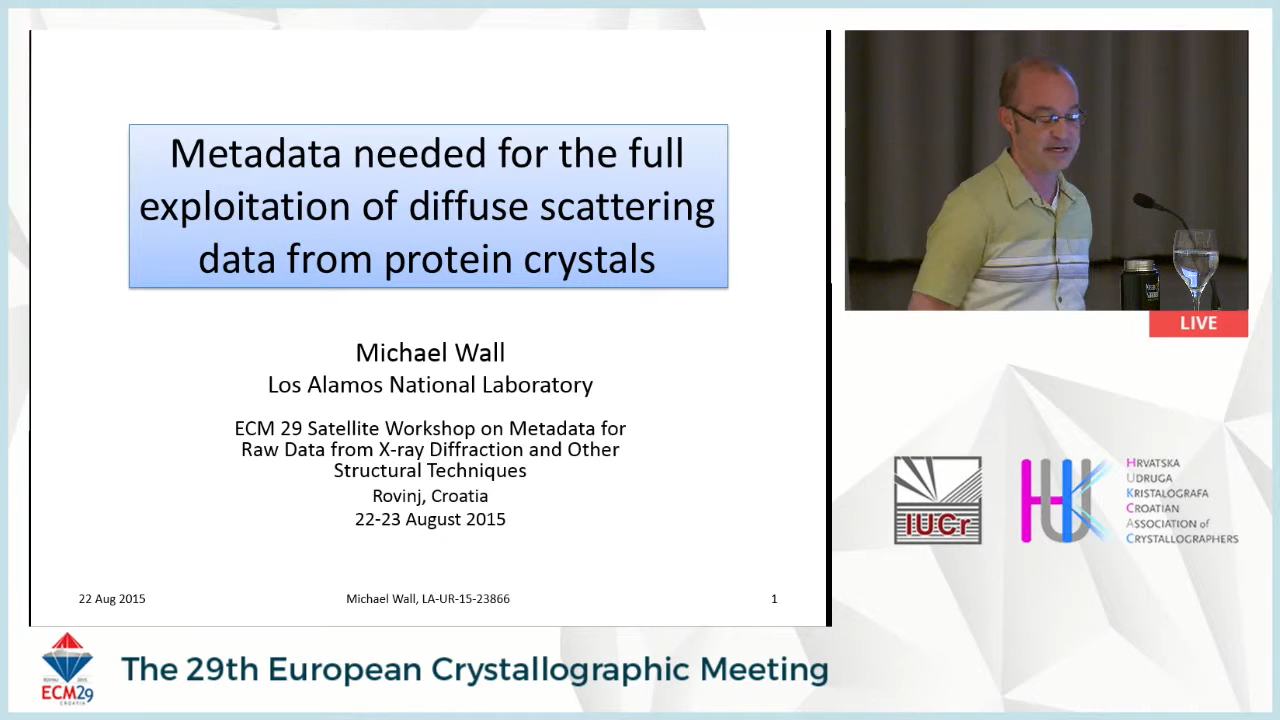 Metadata needed for the full
exploitation of diffuse scattering
data from protein crystals
Michael Wall
Los Alamos National Laboratory
ECM 29 Satellite Workshop on Metadata for
Raw Data from X-ray Diffraction and Other
Structural Techniques
Rovinj, Croatia
22-23 August 2015
22 Aug 2015
Michael Wall, LA-UR-15-23866
1
LIVE
IUCr
HUK
HRVATSKA
UDRUGA
KRISTALOGRAFA
CROATIAN
ASSOCIATION of
CRYSTALLOGRAPHERS
ECM29
CROATIA
The 29th European Crystallographic Meeting